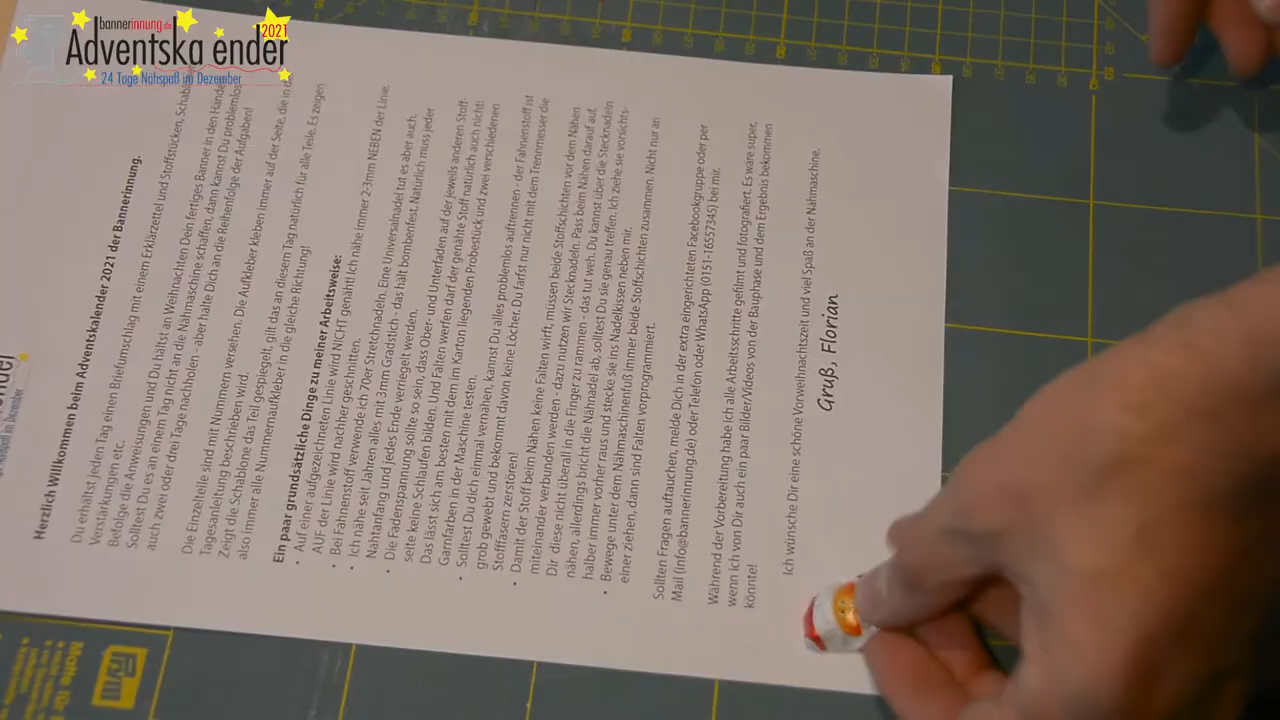 bannerinnung.de
2021
Adventska ender
24 Tage Nähspaß im Dezember
Herzlich Willkommen beim Adventskalender 2021 der Bannerinnung.
Du erhältst jeden Tag einen Briefumschlag mit einem Erklärzettel und Stoffstücken, Schabl
Verstärkungen etc.
Befolge die Anweisungen und Du hältst an Weihnachten Dein fertiges Banner in den Hände
Solltest Du es an einem Tag nicht an die Nähmaschine schaffen, dann kannst Du problemlos
auch zwei oder drei Tage nachholen - aber halte Dich an die Reihenfolge der Aufgaben!
Die Einzelteile sind mit Nummern versehen. Die Aufkleber kleben immer auf der Seite, die in d
Tagesanleitung beschrieben wird.
Zeigt die Schablone das Teil gespiegelt, gilt das an diesem Tag natürlich für alle Teile. Es zeigen
also immer alle Nummernaufkleber in die gleiche Richtung!
Ein paar grundsätzliche Dinge zu meiner Arbeitsweise:
• Auf einer aufgezeichneten Linie wird NICHT genäht! Ich nähe immer 2-3mm NEBEN der Linie.
AUF der Linie wird nachher geschnitten.
• Bei Fahnenstoff verwende ich 70er Stretchnadeln. Eine Universalnadel tut es aber auch.
• Ich nähe seit Jahren alles mit 3mm Gradstich - das hält bombenfest. Natürlich muss jeder
Nahtanfang und jedes Ende verriegelt werden.
• Die Fadenspannung sollte so sein, dass Ober- und Unterfaden auf der jeweils anderen Stoff-
seite keine Schlaufen bilden. Und Falten werfen darf der genähte Stoff natürlich auch nicht!
Das lässt sich am besten mit dem im Karton liegenden Probestück und zwei verschiedenen
Garnfarben in der Maschine testen.
• Solltest Du dich einmal vernähen, kannst Du alles problemlos auftrennen - der Fahnenstoff ist
grob gewebt und bekommt davon keine Löcher. Du darfst nur nicht mit dem Trennmesser die
Stofffasern zerstören!
• Damit der Stoff beim Nähen keine Falten wirft, müssen beide Stoffschichten vor dem Nähen
miteinander verbunden werden - dazu nutzen wir Stecknadeln. Pass beim Nähen darauf auf,
Dir diese nicht überall in die Finger zu rammen - das tut weh. Du kannst über die Stecknadeln
nähen, allerdings bricht die Nähnadel ab, solltest Du sie genau treffen. Ich ziehe sie vorsichts-
halber immer vorher raus und stecke sie ins Nadelkissen neben mir.
• Bewege unter dem Nähmaschinenfuß immer beide Stoffschichten zusammen. Nicht nur an
einer ziehen, dann sind Falten vorprogrammiert.
Sollten Fragen auftauchen, melde Dich in der extra eingerichteten Facebookgruppe oder per
Mail (info@bannerinnung.de) oder Telefon oder WhatsApp (0151-16557345) bei mir.
Während der Vorbereitung habe ich alle Arbeitsschritte gefilmt und fotografiert. Es wäre super,
wenn ich von Dir auch ein paar Bilder/Videos von der Bauphase und dem Ergebnis bekommen
könnte!
Ich wünsche Dir eine schöne Vorweihnachtszeit und viel Spaß an der Nähmaschine.
Gruß, Florian